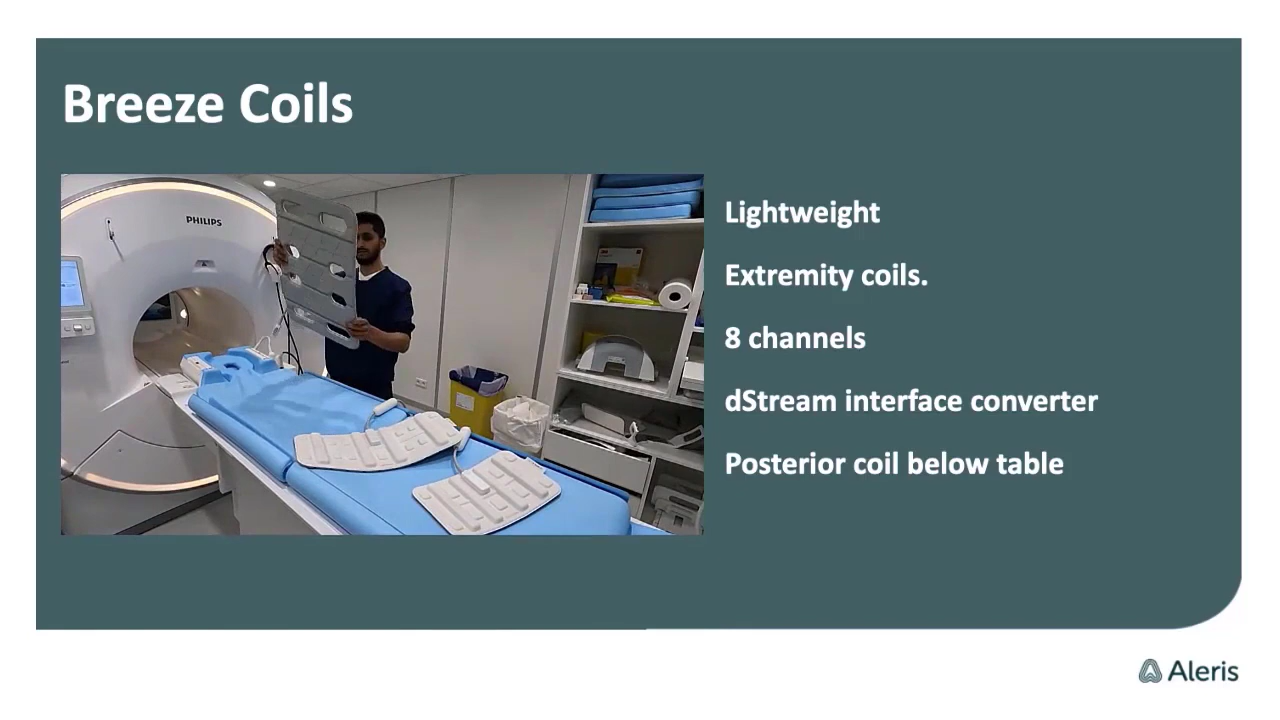 Breeze Coils
PHILIPS
Lightweight
Extremity coils.
8 channels
dStream interface converter
Posterior coil below table
Aleris